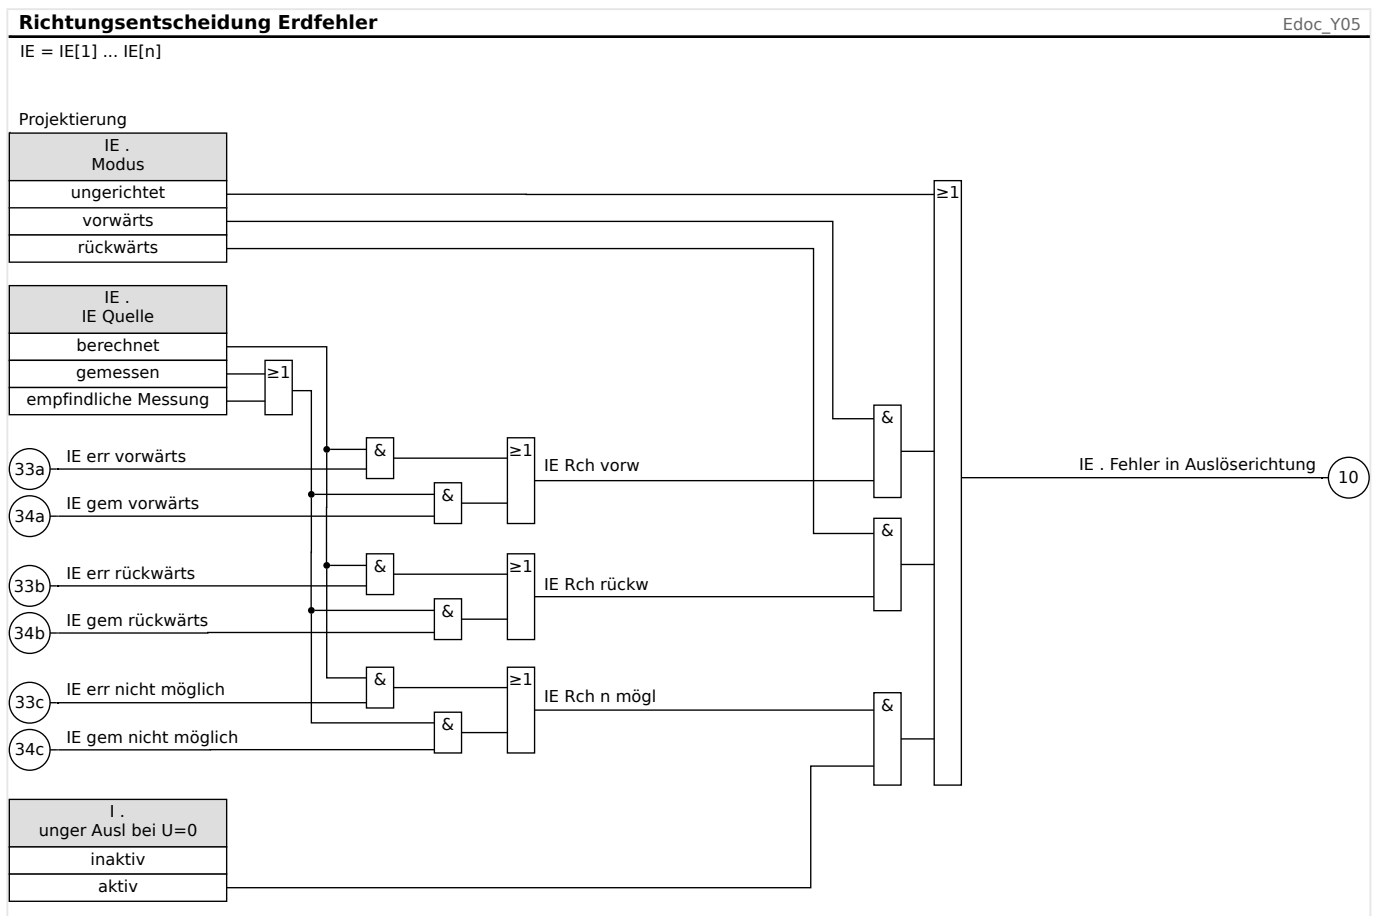 Richtungsentscheidung Erdfehler
Edoc_Y05
IE = IE[1] ... IE[n]
Projektierung
IE .
Modus
ungerichtet
vorwärts
rückwärts
≥1
IE .
IE Quelle
berechnet
gemessen
empfindliche Messung
≥1
&
33a
IE err vorwärts
&
≥1
IE Rch vorw
IE . Fehler in Auslöserichtung
10
34a
IE gem vorwärts
&
&
33b
IE err rückwärts
&
≥1
IE Rch rückw
34b
IE gem rückwärts
&
33c
IE err nicht möglich
&
≥1
IE Rch n mögl
&
34c
IE gem nicht möglich
&
I .
unger Ausl bei U=0
inaktiv
aktiv